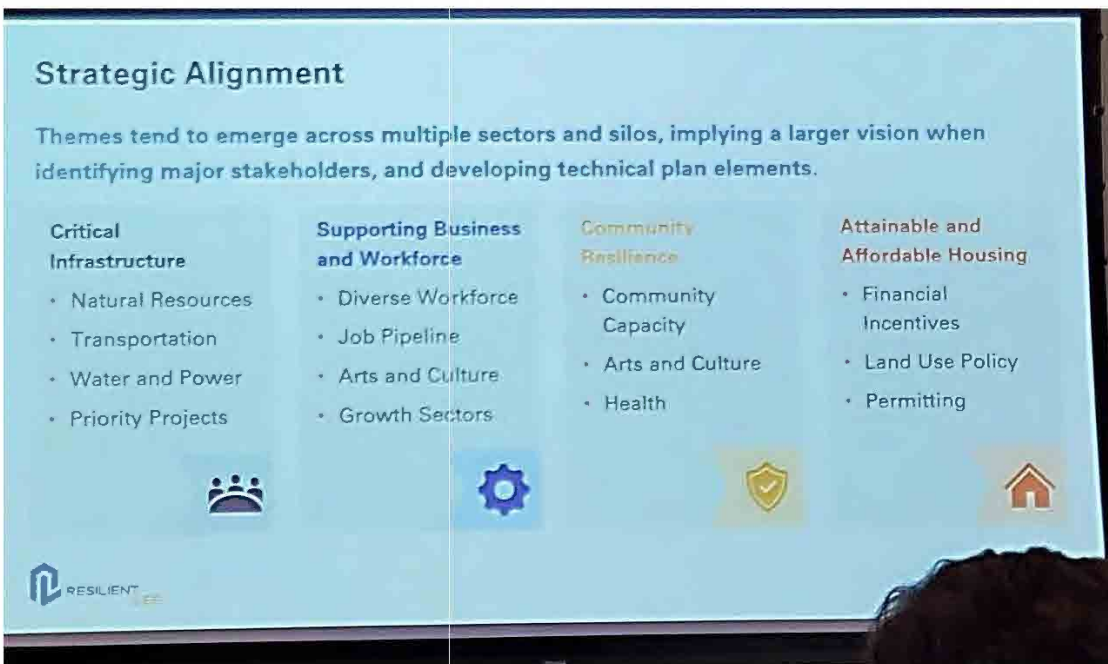 Strategic Alignment
Themes tend to emerge across multiple sectors and silos, implying a larger vision when
identifying major stakeholders, and developing technical plan elements.
Critical
Infrastructure
• Natural Resources
• Transportation
• Water and Power
• Priority Projects
Supporting Business
and Workforce
• Diverse Workforce
• Job Pipeline
• Arts and Culture
• Growth Sectors
Community
Resilience
• Community
Capacity
• Arts and Culture
• Health
Attainable and
Affordable Housing
• Financial
Incentives
• Land Use Policy
• Permitting
RESILIENT
LEE